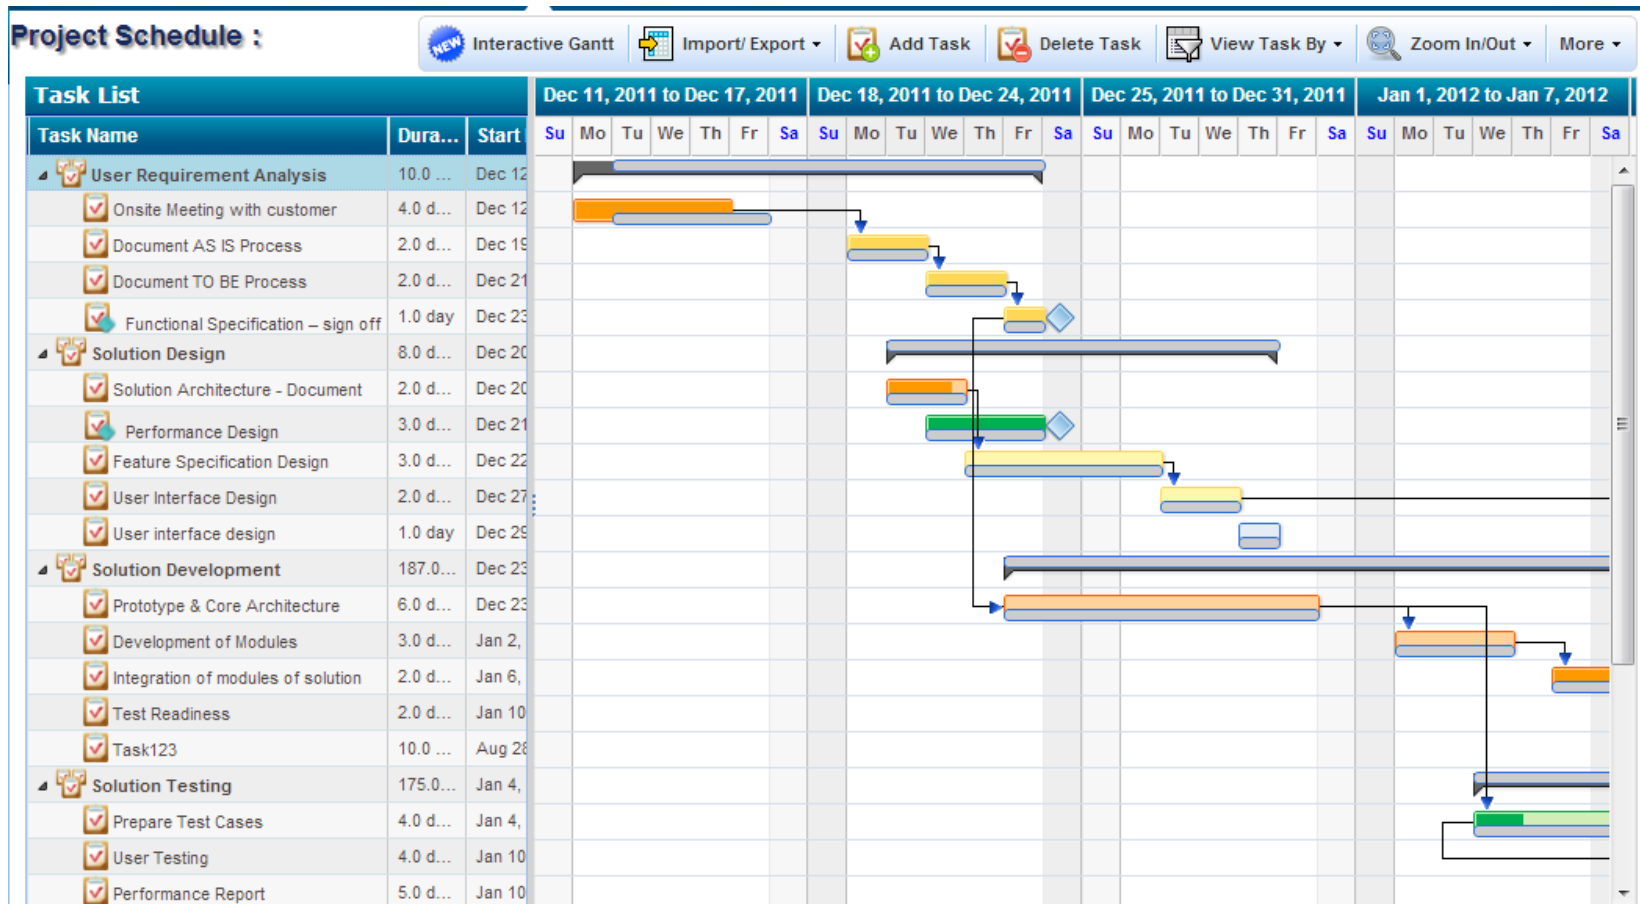 Project Schedule :
NEW Interactive Gantt Import/ Export Add Task Delete Task View Task By Zoom In/Out More
Task List Dec 11, 2011 to Dec 17, 2011 Dec 18, 2011 to Dec 24, 2011 Dec 25, 2011 to Dec 31, 2011 Jan 1, 2012 to Jan 7, 2012
Task Name Dura... Start Su Mo Tu We Th Fr Sa Su Mo Tu We Th Fr Sa Su Mo Tu We Th Fr Sa Su Mo Tu We Th Fr Sa
User Requirement Analysis 10.0 ... Dec 12
Onsite Meeting with customer 4.0 d... Dec 12
Document AS IS Process 2.0 d... Dec 19
Document TO BE Process 2.0 d... Dec 21
Functional Specification – sign off 1.0 day Dec 23
Solution Design 8.0 d... Dec 20
Solution Architecture - Document 2.0 d... Dec 20
Performance Design 3.0 d... Dec 21
Feature Specification Design 3.0 d... Dec 22
User Interface Design 2.0 d... Dec 27
User interface design 1.0 day Dec 29
Solution Development 187.0... Dec 23
Prototype & Core Architecture 6.0 d... Dec 23
Development of Modules 3.0 d... Jan 2,
Integration of modules of solution 2.0 d... Jan 6,
Test Readiness 2.0 d... Jan 10
Task123 10.0 ... Aug 28
Solution Testing 175.0... Jan 4,
Prepare Test Cases 4.0 d... Jan 4,
User Testing 4.0 d... Jan 10
Performance Report 5.0 d... Jan 10